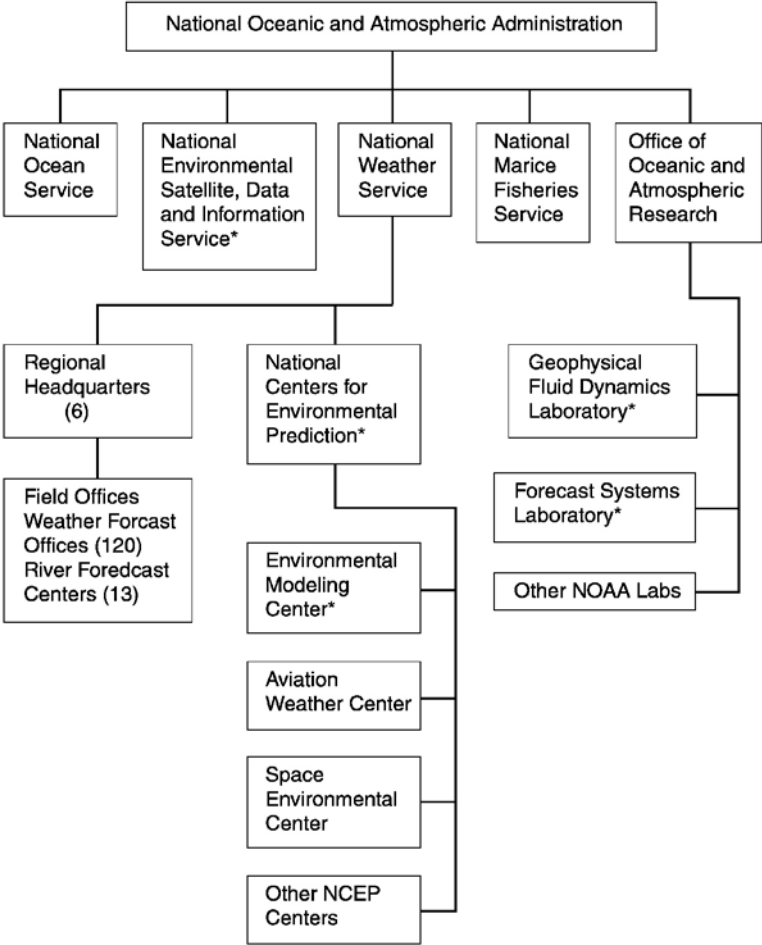 National Oceanic and Atmospheric Administration
National
Ocean
Service
National
Environmental
Satellite, Data
and Information
Service*
National
Weather
Service
National
Marice
Fisheries
Service
Office of
Oceanic and
Atmospheric
Research
Regional
Headquarters
(6)
National
Centers for
Environmental
Prediction*
Geophysical
Fluid Dynamics
Laboratory*
Field Offices
Weather Forcast
Offices (120)
River Foredcast
Centers (13)
Forecast Systems
Laboratory*
Environmental
Modeling
Center*
Other NOAA Labs
Aviation
Weather Center
Space
Environmental
Center
Other NCEP
Centers